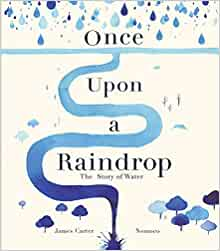 Once
Upon
a
Raindrop
The Story of Water
James Carter Nomoco